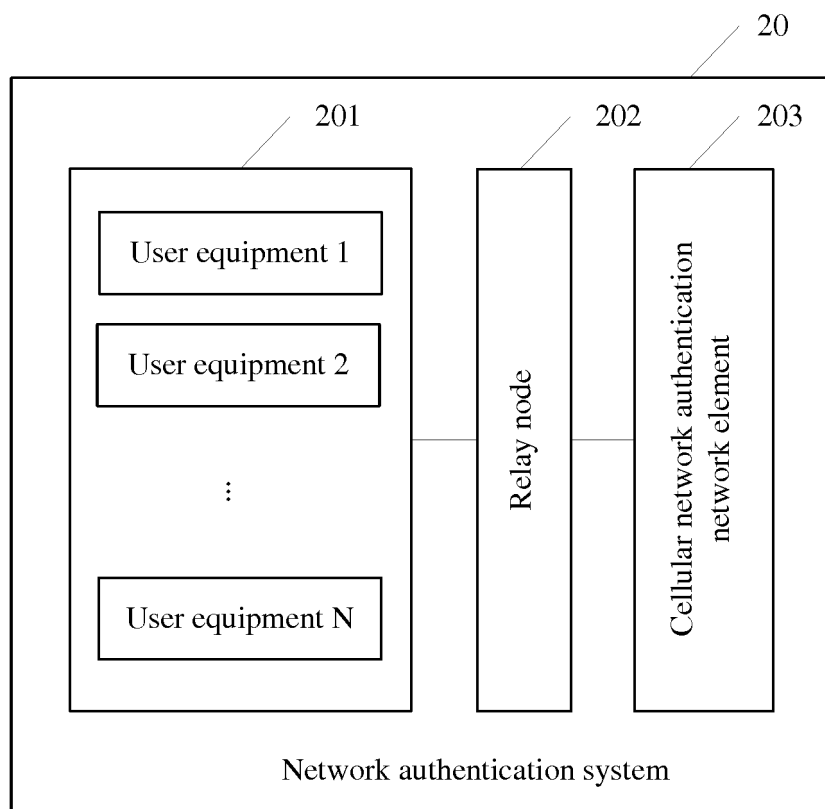 20
201
202
203
User equipment 1
User equipment 2
...
User equipment N
Relay node
Cellular network authentication
network element
Network authentication system